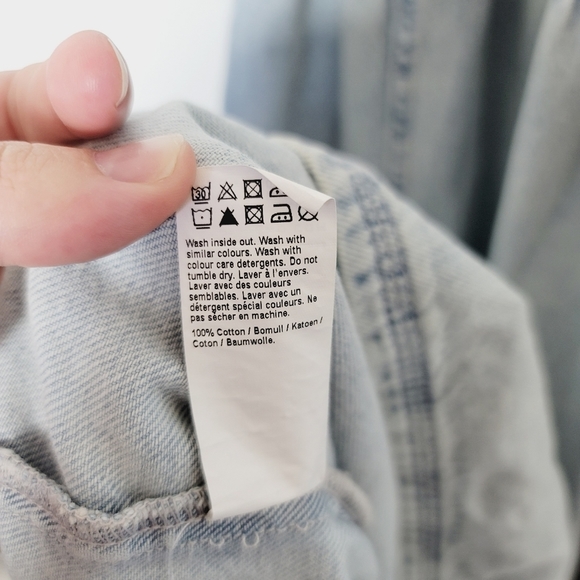 30
Wash inside out. Wash with
similar colours. Wash with
colour care detergents. Do not
tumble dry. Laver à l'envers.
Laver avec des couleurs
semblables. Laver avec un
détergent spécial couleurs. Ne
pas sécher en machine.
100% Cotton / Bomull / Katoen /
Coton / Baumwolle.